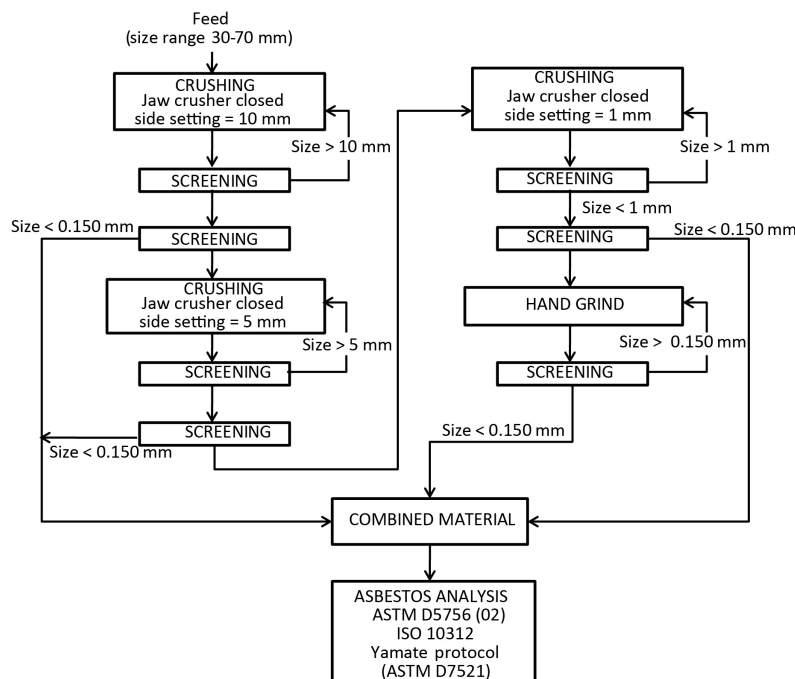 Feed
(size range 30-70 mm)
CRUSHING
Jaw crusher closed
side setting = 10 mm
Size > 10 mm
SCREENING
Size < 0.150 mm
SCREENING
CRUSHING
Jaw crusher closed
side setting = 5 mm
Size > 5 mm
SCREENING
SCREENING
Size < 0.150 mm
CRUSHING
Jaw crusher closed
side setting = 1 mm
Size > 1 mm
SCREENING
Size < 1 mm
SCREENING
Size < 0.150 mm
HAND GRIND
Size > 0.150 mm
SCREENING
Size < 0.150 mm
COMBINED MATERIAL
ASBESTOS ANALYSIS
ASTM D5756 (02)
ISO 10312
Yamate protocol
(ASTM D7521)